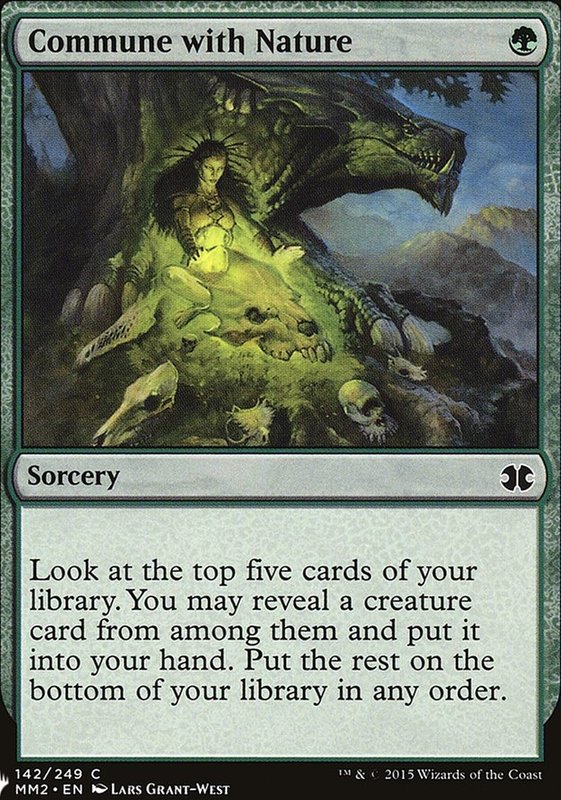 Commune with Nature
Sorcery
Look at the top five cards of your
library. You may reveal a creature
card from among them and put it
into your hand. Put the rest on the
bottom of your library in any order.
142/249 C
MM2 • EN Lars Grant-West
™ & © 2015 Wizards of the Coast